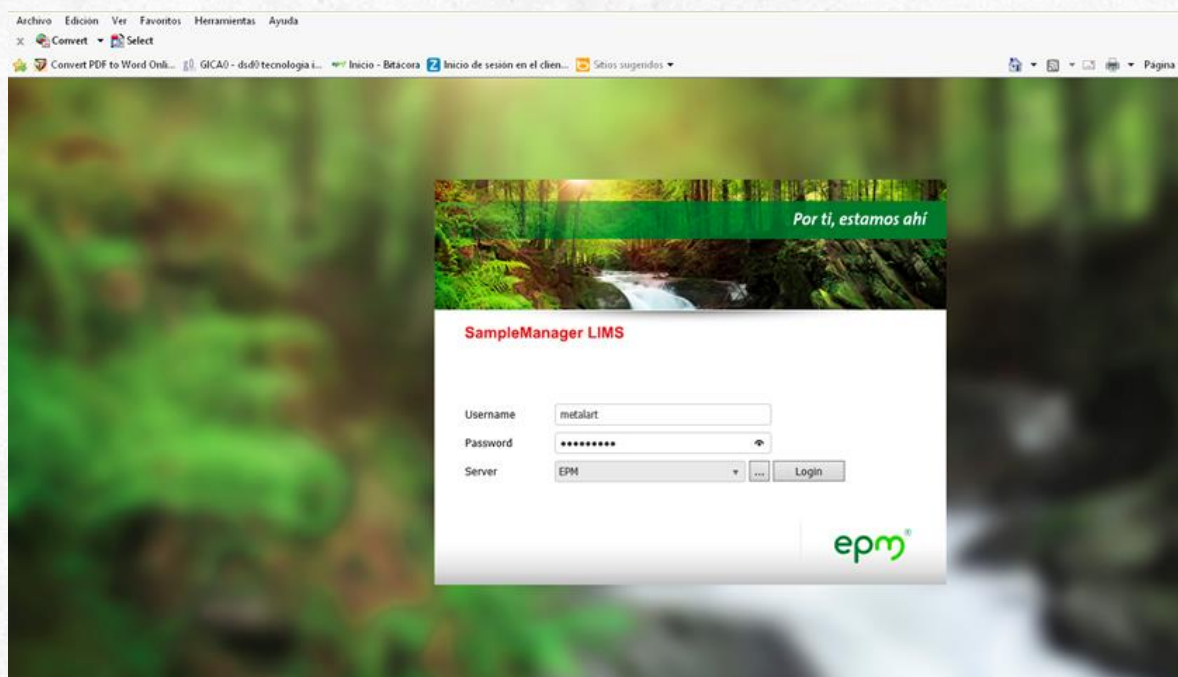 Archivo Edición Ver Favoritos Herramientas Ayuda
x Convert Select
Convert PDF to Word Onli... GICA0 - dsd0 tecnologia i... Inicio - Bitácora Inicio de sesión en el clien... Sitios sugeridos Página
Por ti, estamos ahí
SampleManager LIMS
Username metalart
Password •••••••••
Server EPM ... Login
epm®